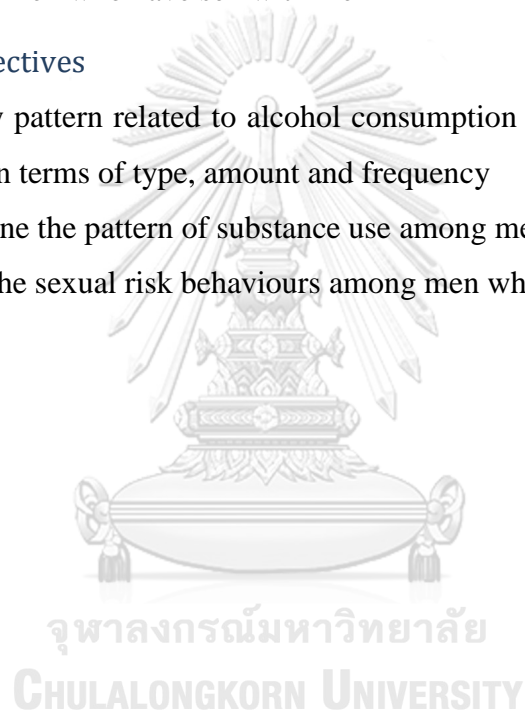 ectives
pattern related to alcohol consumption
n terms of type, amount and frequency
ne the pattern of substance use among me
he sexual risk behaviours among men wh
จุฬาลงกรณ์มหาวิทยาลัย
CHULALONGKORN UNIVERSITY